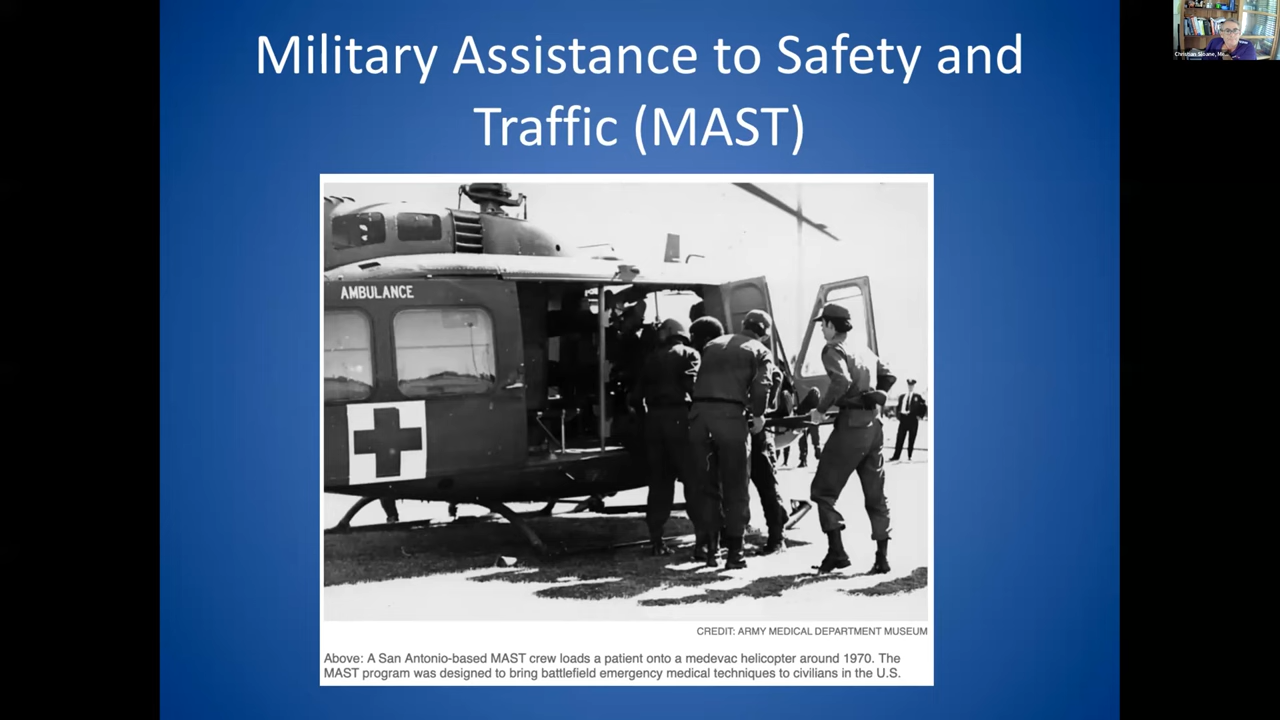 Military Assistance to Safety and
Traffic (MAST)
AMBULANCE
CREDIT: ARMY MEDICAL DEPARTMENT MUSEUM
Above: A San Antonio-based MAST crew loads a patient onto a medevac helicopter around 1970. The
MAST program was designed to bring battlefield emergency medical techniques to civilians in the U.S.
Christian Sloane,